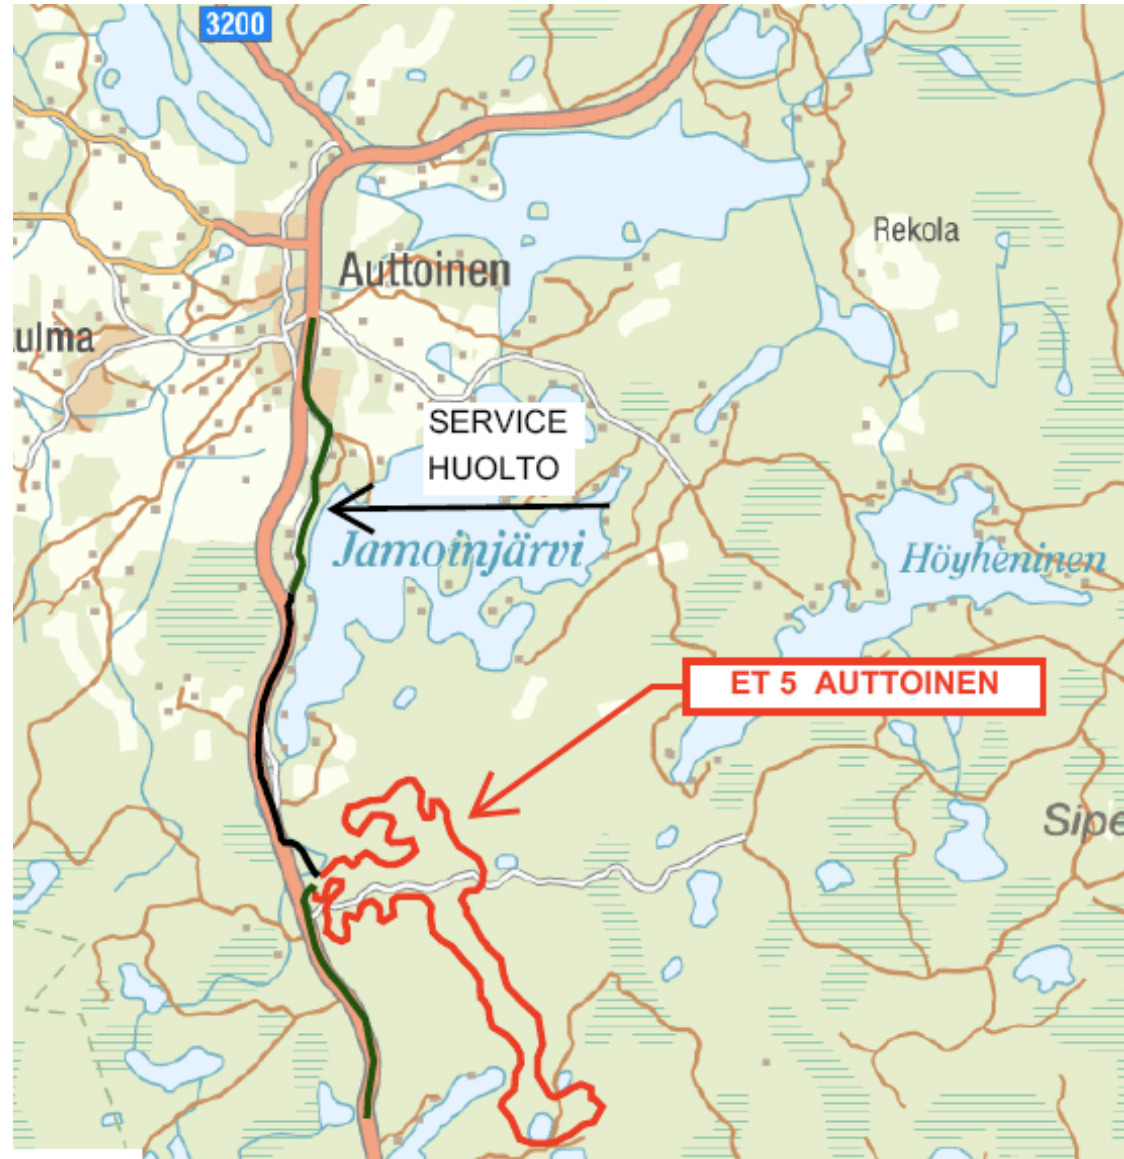 3200
Rekola
Auttoinen
ulma
SERVICE
HUOLTO
Jamoinjärvi
Höyheninen
ET 5 AUTTOINEN
Sipe